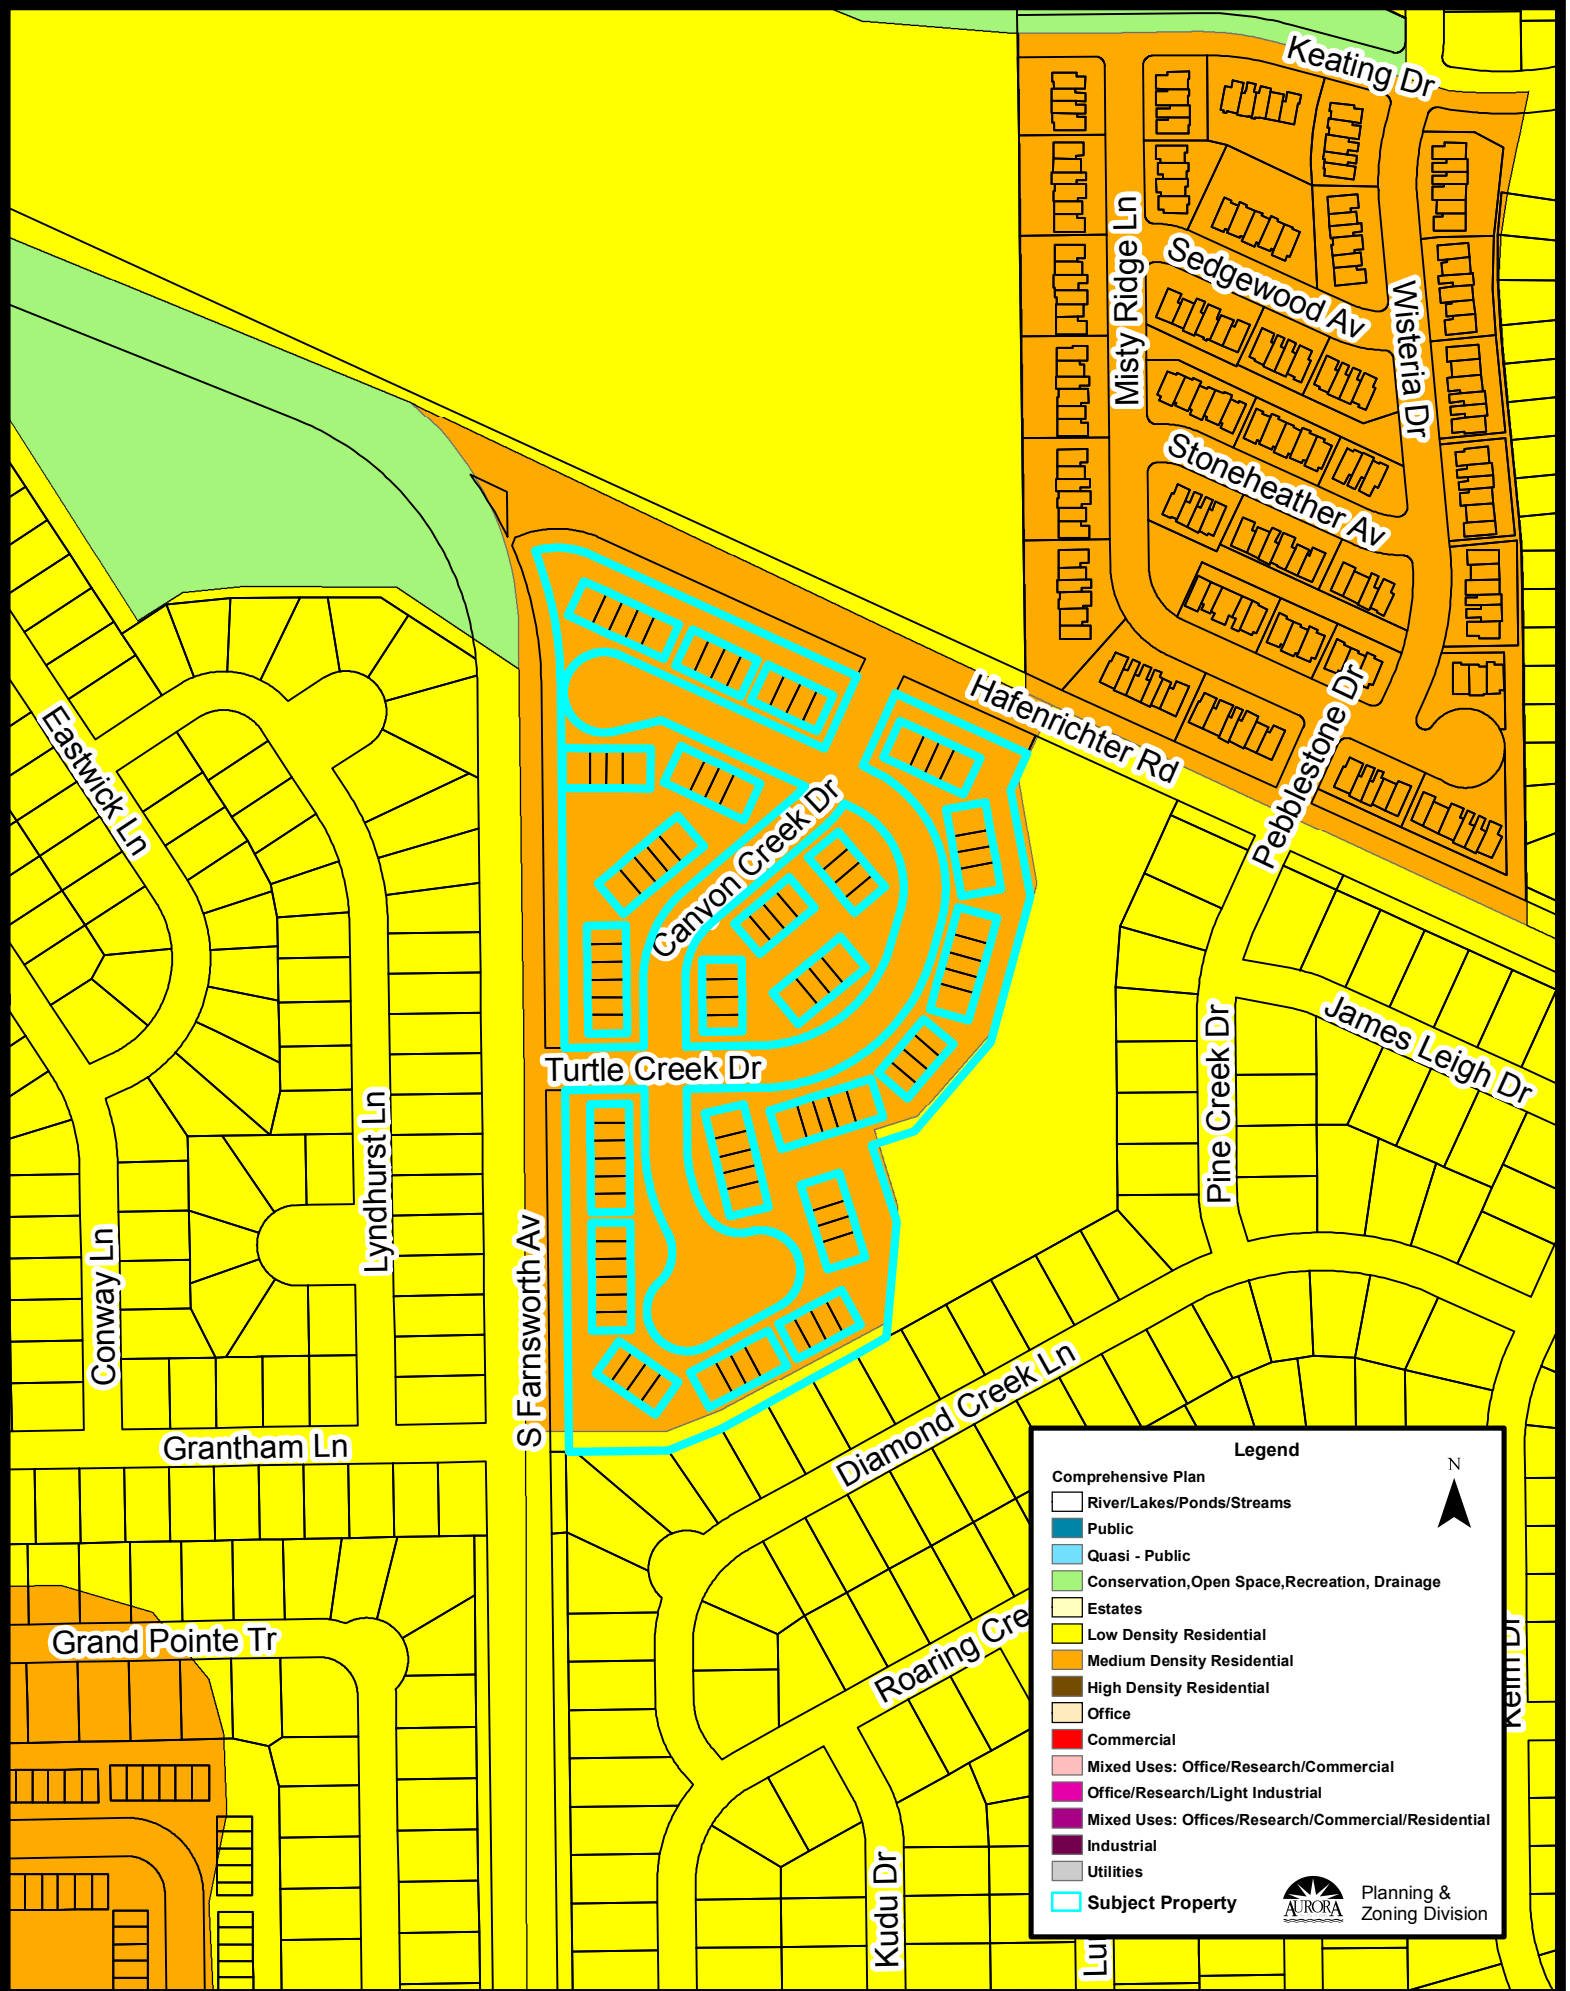 Keating Dr
Misty Ridge Ln
Sedgewood Av
Wisteria Dr
Stoneheather Av
Hafenrichter Rd
Pebblestone Dr
Eastwick Ln
Canyon Creek Dr
James Leigh Dr
Turtle Creek Dr
Pine Creek Dr
Lyndhurst Ln
Conway Ln
S Farnsworth Av
Diamond Creek Ln
Grantham Ln
Grand Pointe Tr
Roaring Cre
Kudu Dr
Legend
N
Comprehensive Plan
River/Lakes/Ponds/Streams
Public
Quasi - Public
Conservation,Open Space,Recreation, Drainage
Estates
Low Density Residential
Medium Density Residential
High Density Residential
Office
Commercial
Mixed Uses: Office/Research/Commercial
Office/Research/Light Industrial
Mixed Uses: Offices/Research/Commercial/Residential
Industrial
Utilities
Subject Property
AURORA
Planning &
Zoning Division